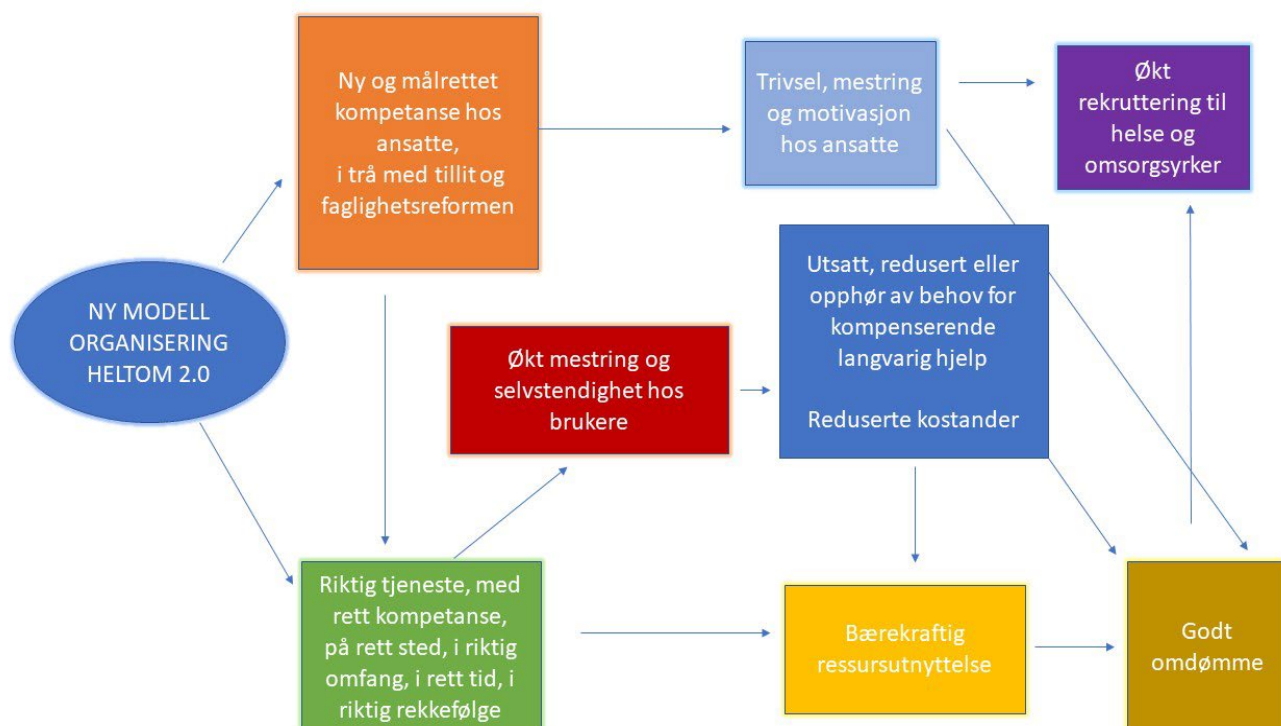 NY MODELL
ORGANISERING
HELTOM 2.0
Ny og målrettet
kompetanse hos
ansatte,
i trå med tillit og
faglighetsreformen
Trivsel, mestring
og motivasjon
hos ansatte
Økt
rekruttering til
helse og
omsorgsyrker
Økt mestring og
selvstendighet hos
brukere
Utsatt, redusert eller
opphør av behov for
kompenserende
langvarig hjelp
Reduserte kostander
Riktig tjeneste, med
rett kompetanse,
på rett sted, i riktig
omfang, i rett tid, i
riktig rekkefølge
Bærekraftig
ressursutnyttelse
Godt
omdømme